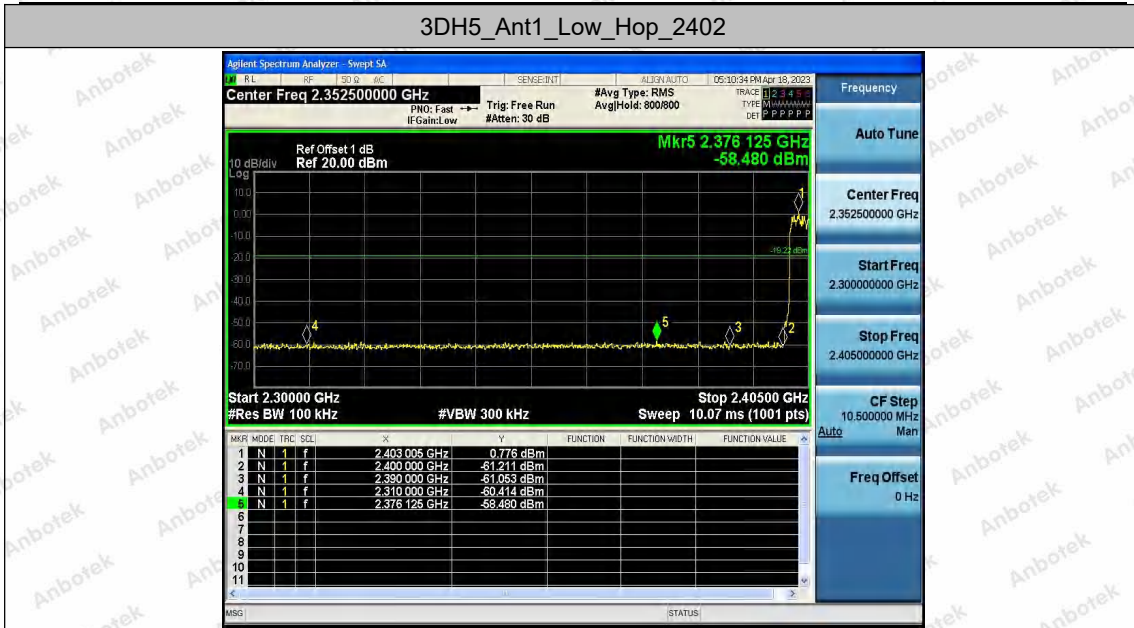 3DH5_Ant1_Low_Hop_2402
Agilent Spectrum Analyzer - Swept SA
RL RF 50 Ω AC SENSE:INT ALIGN AUTO 05:10:34 PM Apr 18, 2023
Center Freq 2.352500000 GHz
PNO: Fast
IFGain:Low
Trig: Free Run
#Atten: 30 dB
#Avg Type: RMS
Avg|Hold: 800/800
TRACE 1 2 3 4 5 6
TYPE M WWWWW
DET P P P P P P
Ref Offset 1 dB
Ref 20.00 dBm
10 dB/div
Log
Mkr5 2.376 125 GHz
-58.480 dBm
10.0
0.00
-10.0
-20.0
-30.0
-40.0
-50.0
-60.0
-70.0
-19.22 dBm
1
4
5
3
2
Start 2.30000 GHz
#Res BW 100 kHz
#VBW 300 kHz
Stop 2.40500 GHz
Sweep 10.07 ms (1001 pts)
MKR MODE TRC SCL X Y FUNCTION FUNCTION WIDTH FUNCTION VALUE
1 N 1 f 2.403 005 GHz 0.776 dBm
2 N 1 f 2.400 000 GHz -61.211 dBm
3 N 1 f 2.390 000 GHz -61.053 dBm
4 N 1 f 2.310 000 GHz -60.414 dBm
5 N 1 f 2.376 125 GHz -58.480 dBm
6
7
8
9
10
11
MSG STATUS
Frequency
Auto Tune
Center Freq
2.352500000 GHz
Start Freq
2.300000000 GHz
Stop Freq
2.405000000 GHz
CF Step
10.500000 MHz
Auto Man
Freq Offset
0 Hz
Anbotek